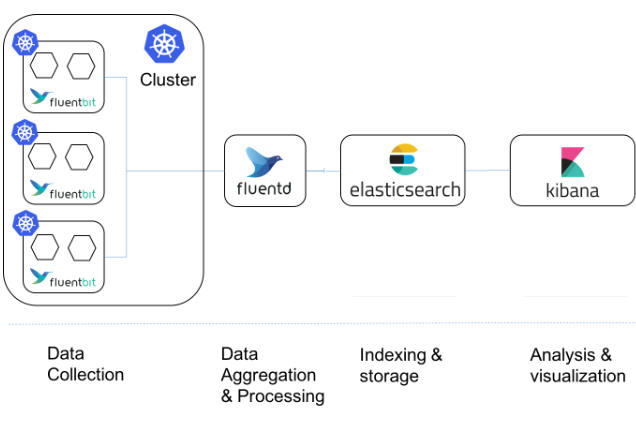 Cluster
fluentbit
fluentbit
fluentbit
fluentd
elasticsearch
kibana
Data
Collection
Data
Aggregation
& Processing
Indexing &
storage
Analysis &
visualization